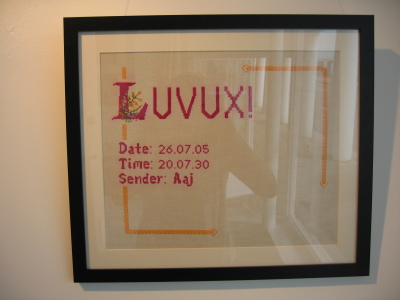 LUVUX!
Date: 26.07.05
Time: 20.07.30
Sender: Aaj